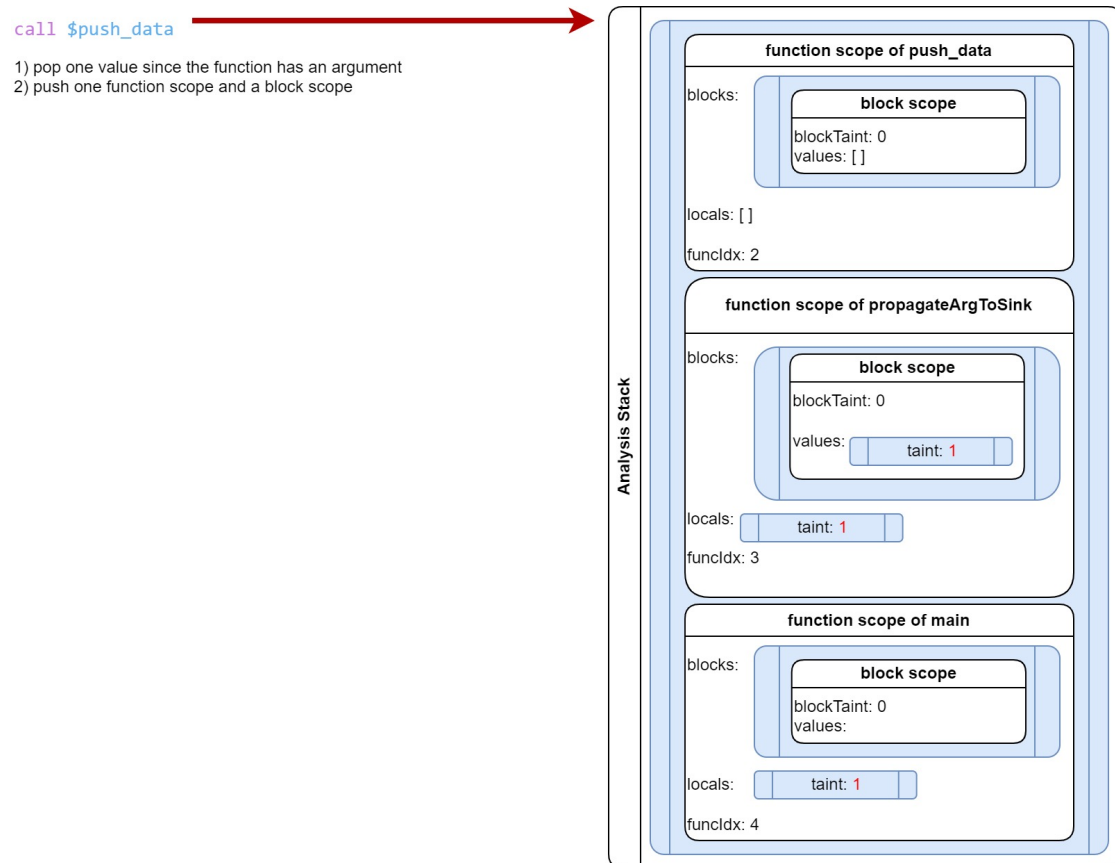 call $push_data
1) pop one value since the function has an argument
2) push one function scope and a block scope
Analysis Stack
function scope of push_data
blocks:
block scope
blockTaint: 0
values: [ ]
locals: [ ]
funcIdx: 2
function scope of propagateArgToSink
blocks:
block scope
blockTaint: 0
values:
taint: 1
locals:
taint: 1
funcIdx: 3
function scope of main
blocks:
block scope
blockTaint: 0
values:
locals:
taint: 1
funcIdx: 4